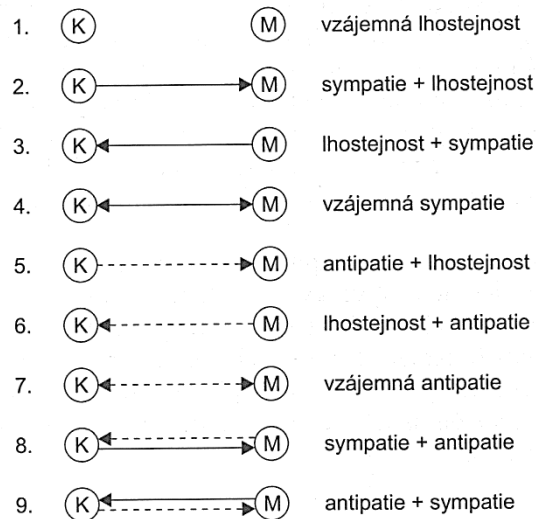 1. K M vzájemná lhostejnost
2. K M sympatie + lhostejnost
3. K M lhostejnost + sympatie
4. K M vzájemná sympatie
5. K M antipatie + lhostejnost
6. K M lhostejnost + antipatie
7. K M vzájemná antipatie
8. K M sympatie + antipatie
9. K M antipatie + sympatie